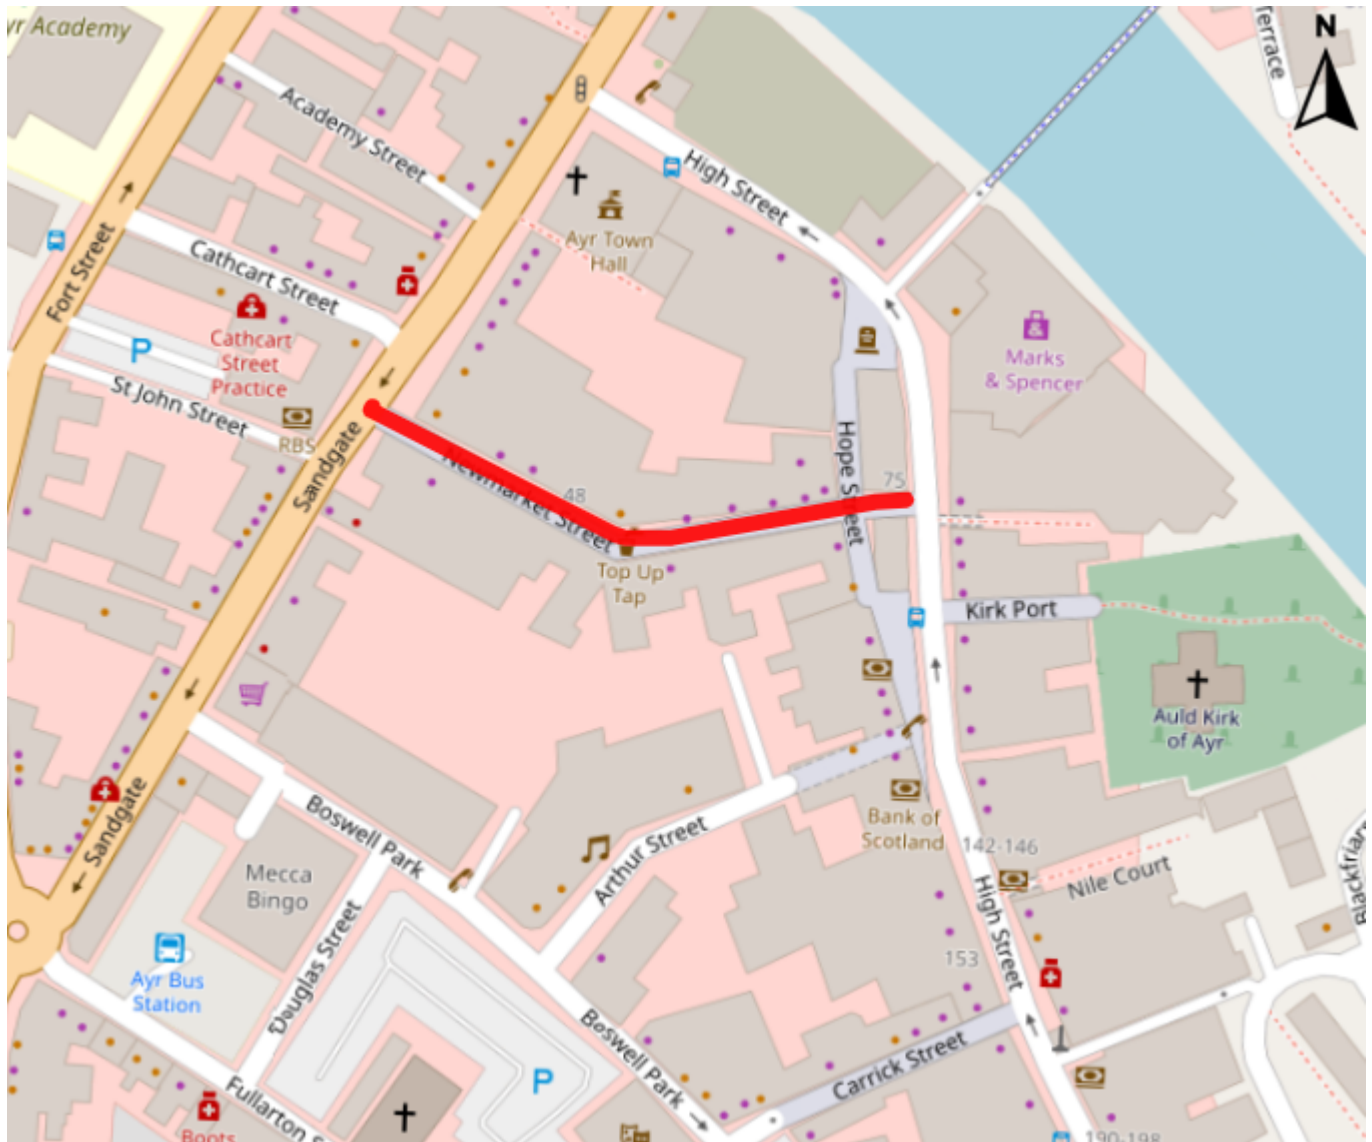 yr Academy
Terrace
N
Academy Street
High Street
Ayr Town
Hall
Cathcart Street
Fort Street
Cathcart
Street
Practice
P
Marks
& Spencer
St John Street
RBS
Sandgate
Hope Street
Newmarket Street
48
75
Top Up
Tap
Kirk Port
Auld Kirk
of Ayr
Sandgate
Boswell Park
Arthur Street
Bank of
Scotland
142-146
Nile Court
Mecca
Bingo
High Street
Blackfriars
Ayr Bus
Station
Douglas Street
153
Boswell Park
P
Carrick Street
Fullarton S
Boots
190-198